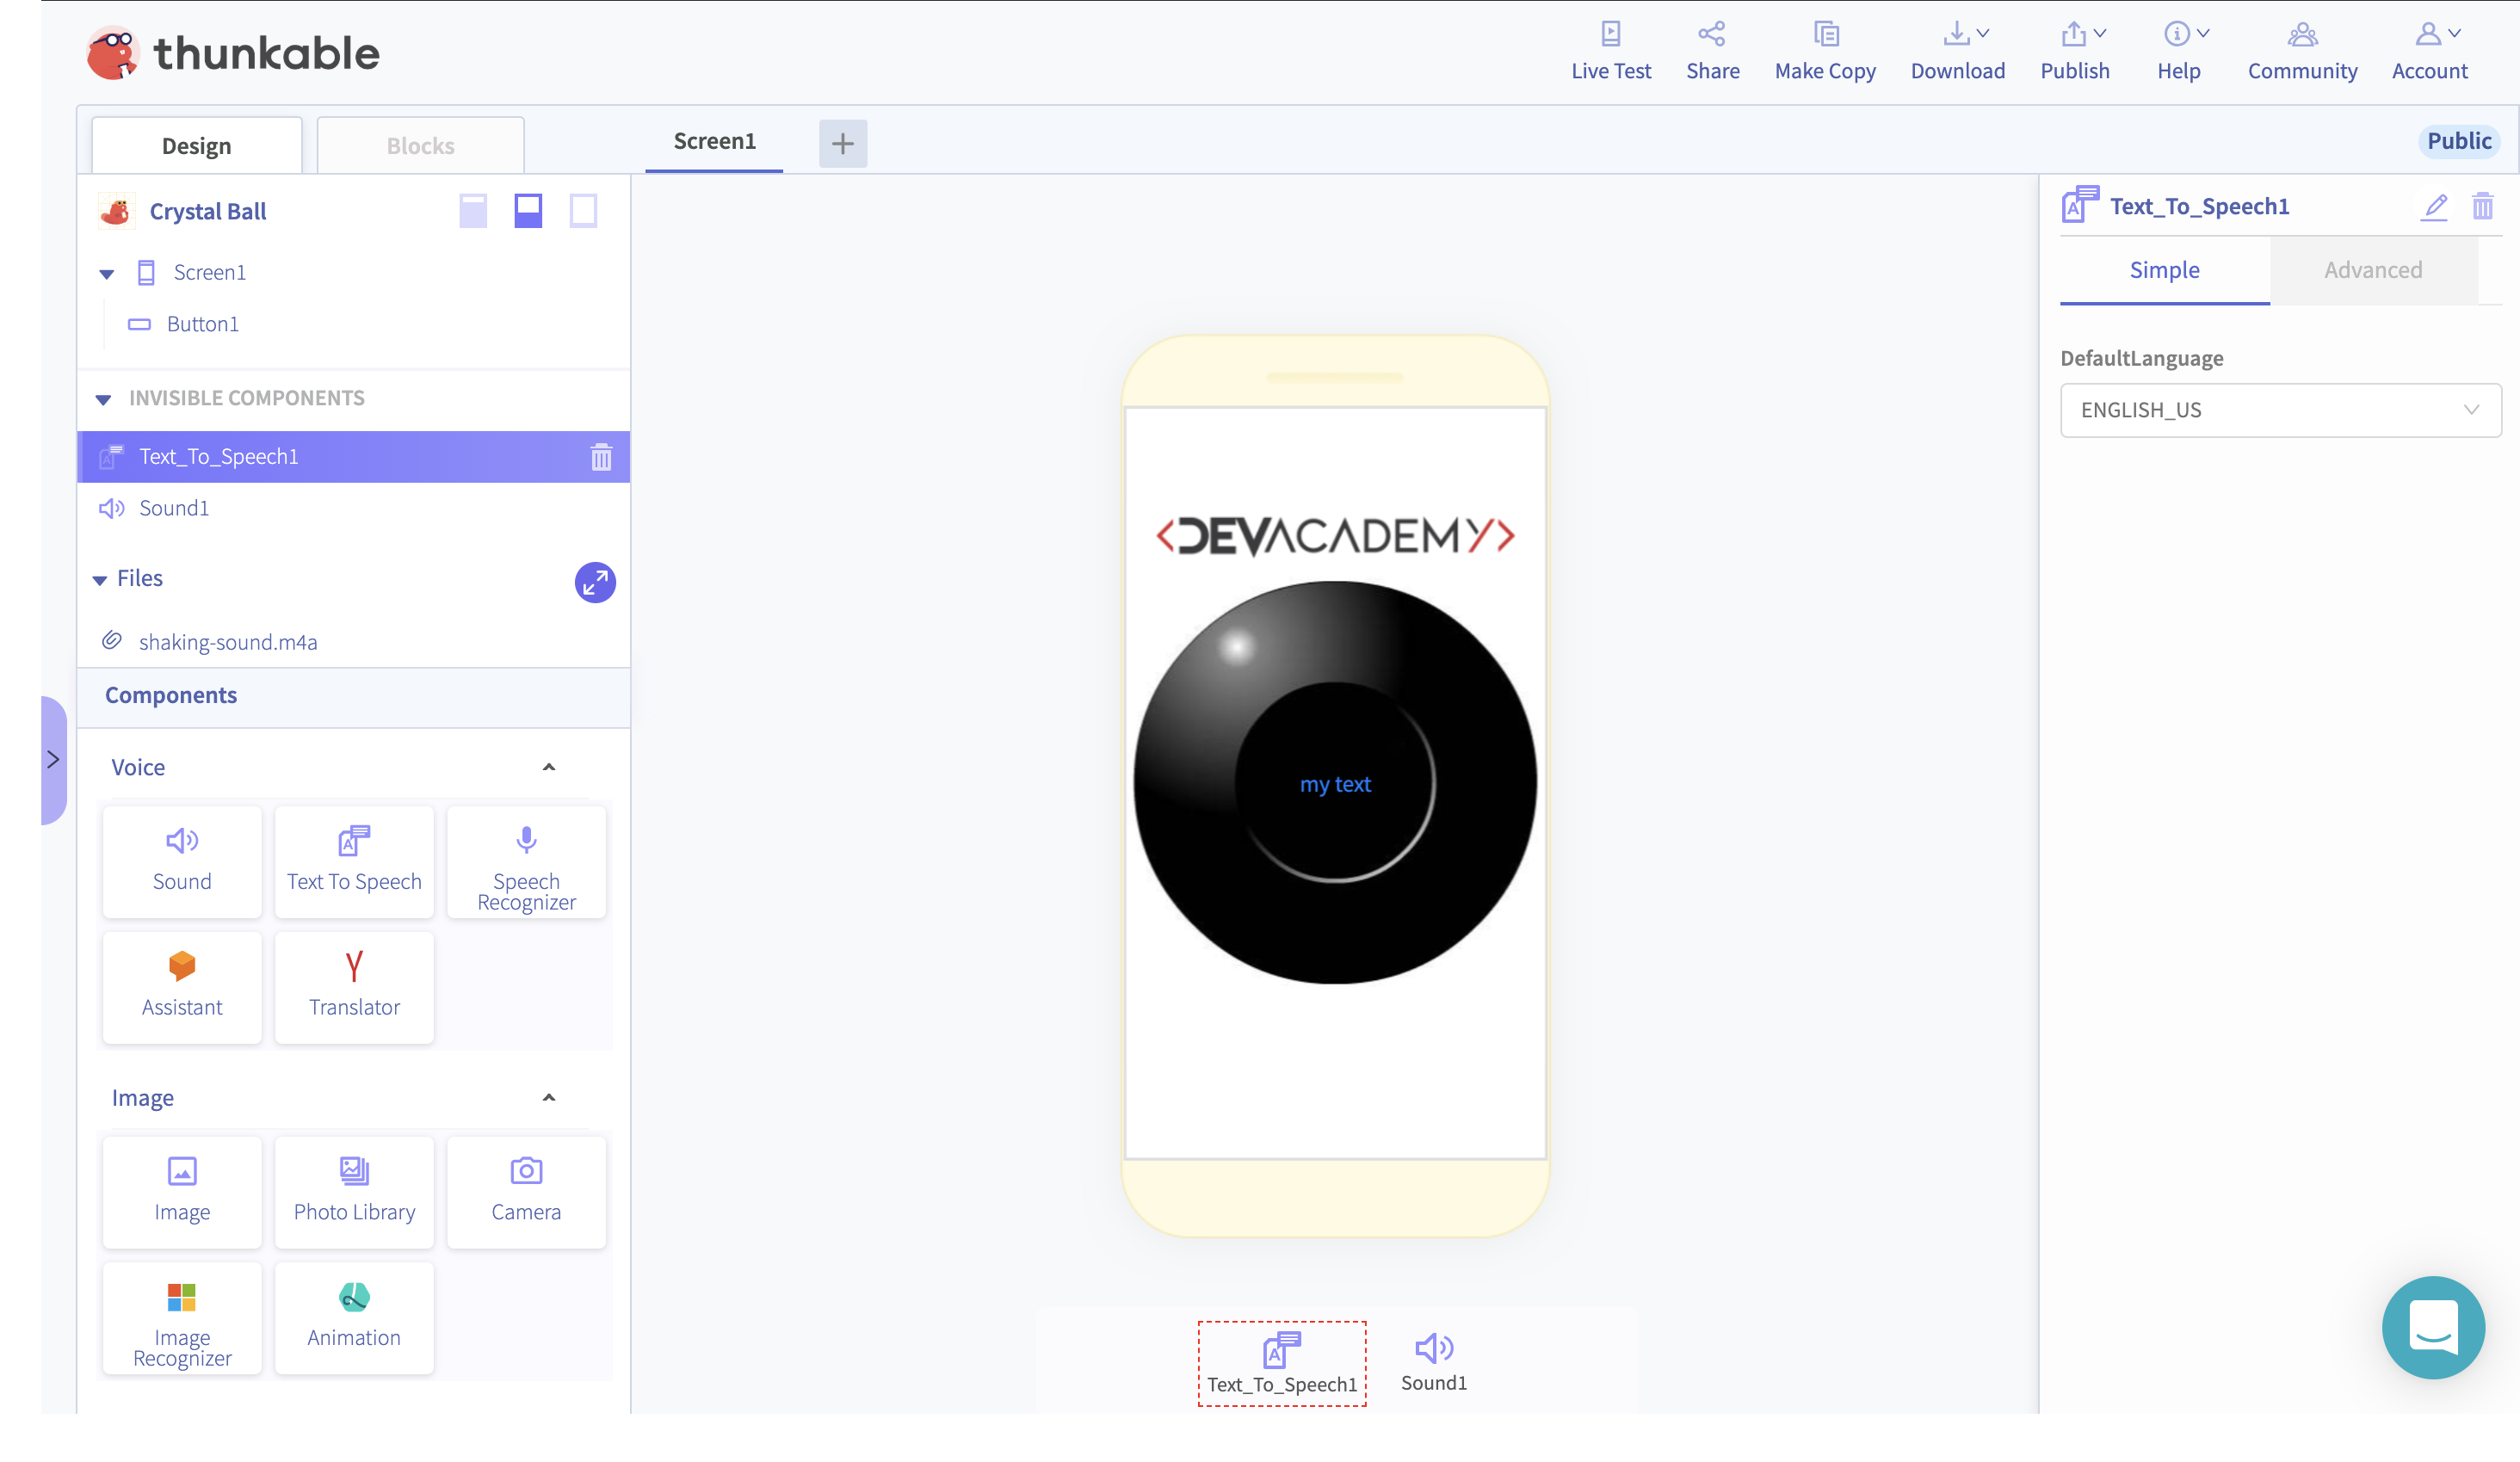 thunkable
Live Test
Share
Make Copy
Download
Publish
Help
Community
Account
Design
Blocks
Screen1
Public
Crystal Ball
Screen1
Button1
INVISIBLE COMPONENTS
Text_To_Speech1
Sound1
Files
shaking-sound.m4a
Components
Voice
Sound
Text To Speech
Speech
Recognizer
Assistant
Translator
Image
Image
Photo Library
Camera
Image
Recognizer
Animation
<DEVACADEMY>
my text
Text_To_Speech1
Sound1
Text_To_Speech1
Simple
Advanced
DefaultLanguage
ENGLISH_US